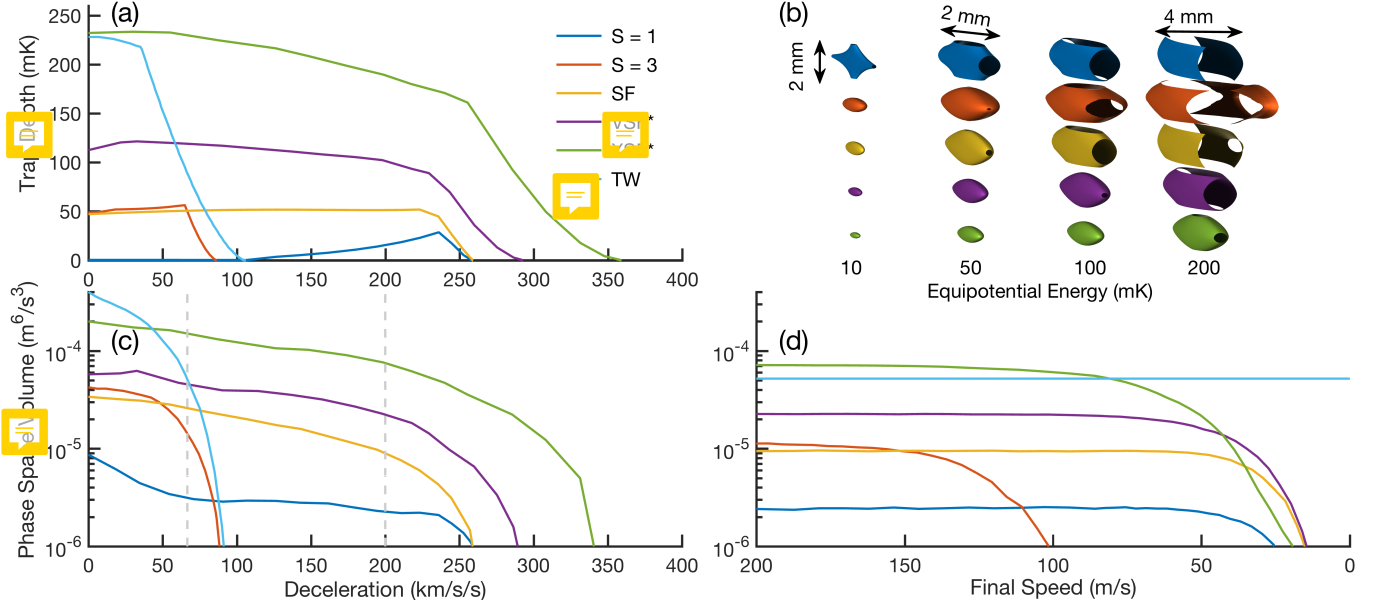 (a)
250
200
150
100
50
0
Trap Depth (mK)
S = 1
S = 3
SF
TW
0 50 100 150 200 250 300 350 400
(b)
2 mm
4 mm
2 mm
10 50 100 200
Equipotential Energy (mK)
(c)
10⁻⁴
10⁻⁵
10⁻⁶
Phase Space Volume (m⁶/s³)
0 50 100 150 200 250 300 350 400
Deceleration (km/s/s)
(d)
10⁻⁴
10⁻⁵
10⁻⁶
200 150 100 50 0
Final Speed (m/s)